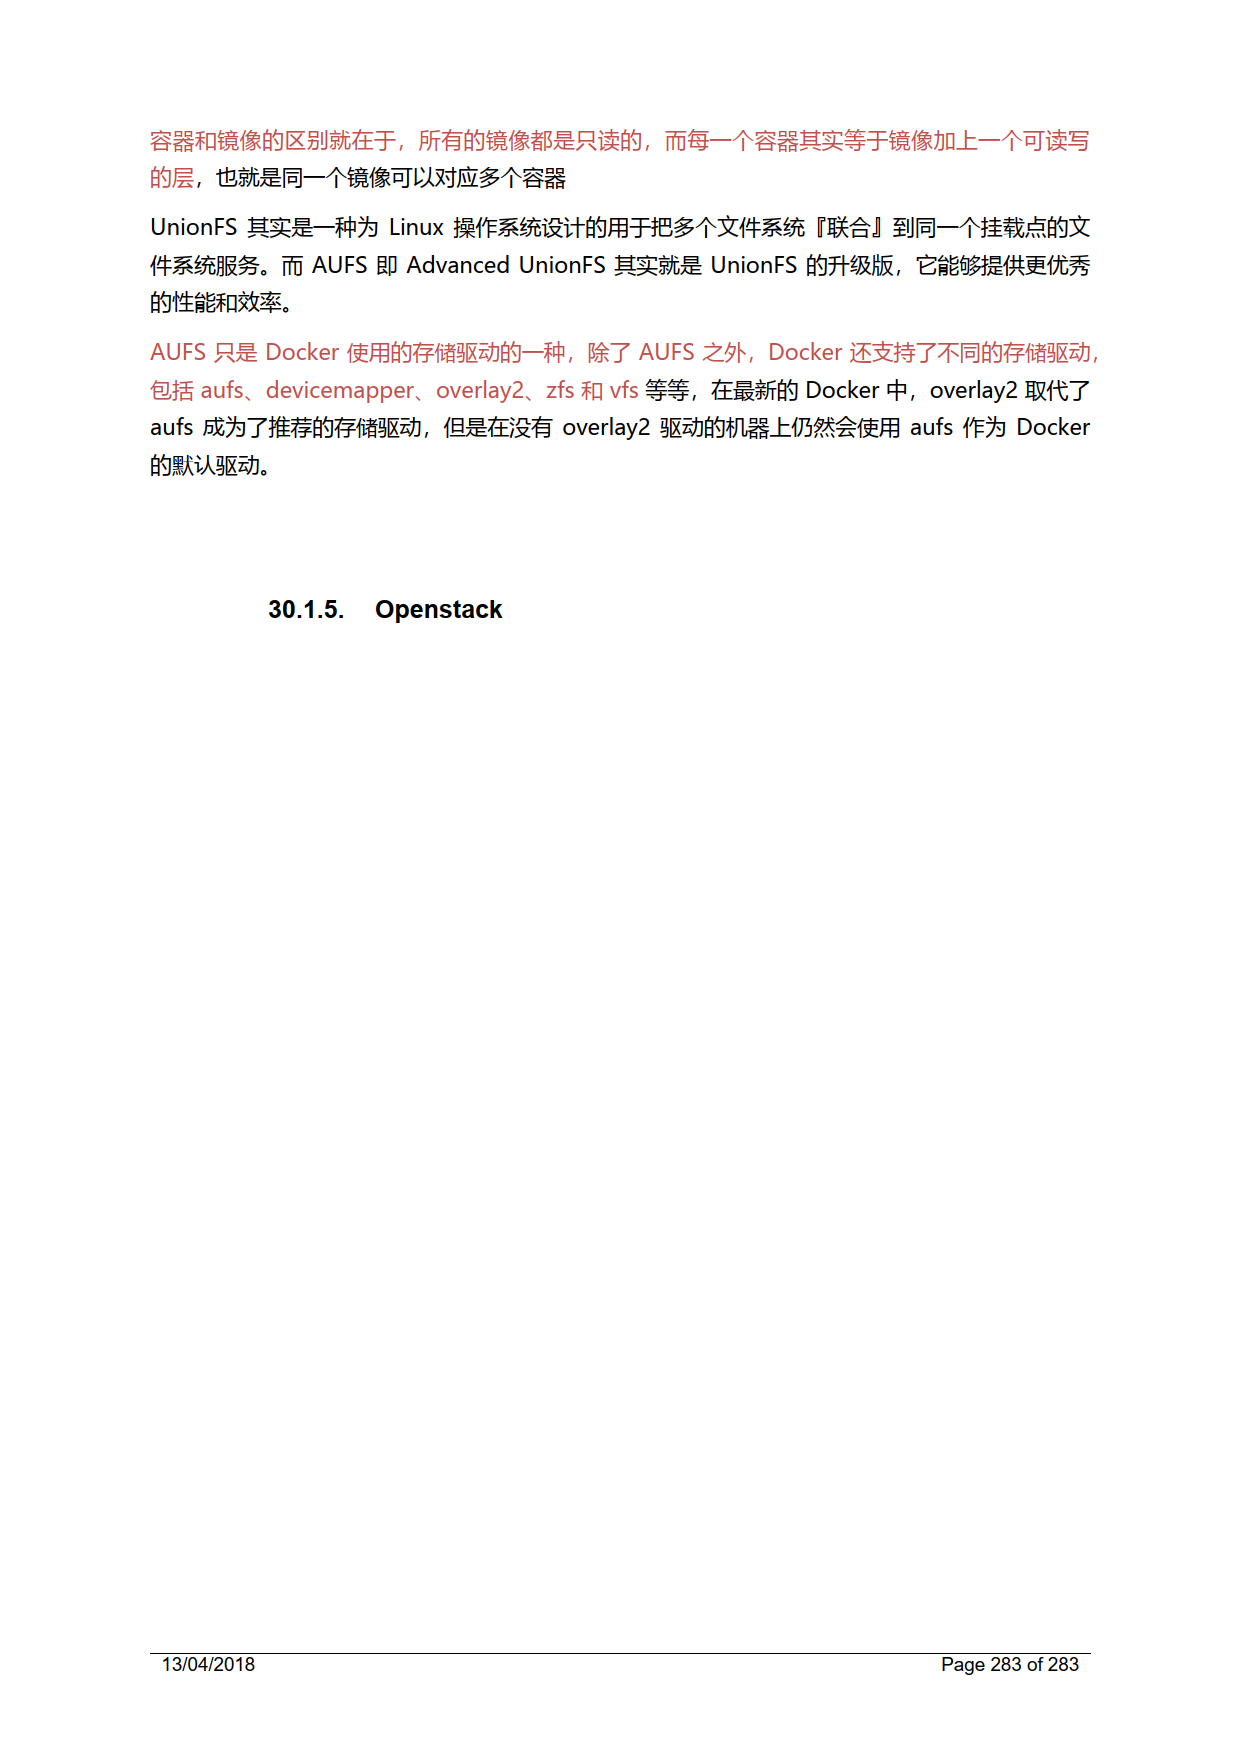 容器和镜像的区别就在于，所有的镜像都是只读的，而每一个容器其实等于镜像加上一个可读写
的层，也就是同一个镜像可以对应多个容器
UnionFS 其实是一种为 Linux 操作系统设计的用于把多个文件系统『联合』到同一个挂载点的文
件系统服务。而 AUFS 即 Advanced UnionFS 其实就是 UnionFS 的升级版，它能够提供更优秀
的性能和效率。
AUFS 只是 Docker 使用的存储驱动的一种，除了 AUFS 之外，Docker 还支持了不同的存储驱动，
包括 aufs、devicemapper、overlay2、zfs 和 vfs 等等，在最新的 Docker 中，overlay2 取代了
aufs 成为了推荐的存储驱动，但是在没有 overlay2 驱动的机器上仍然会使用 aufs 作为 Docker
的默认驱动。
30.1.5. Openstack
13/04/2018 Page 283 of 283